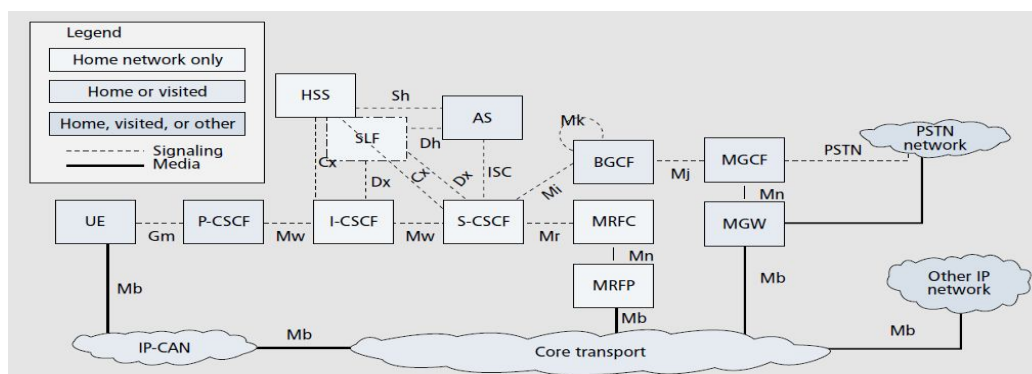 Legend
Home network only
Home or visited
Home, visited, or other
Signaling
Media
HSS
Sh
AS
SLF
Dh
Cx
Dx
Cx
Dx
ISC
Mk
BGCF
Mi
Mj
MGCF
PSTN
PSTN
network
Mn
UE
Gm
P-CSCF
Mw
I-CSCF
Mw
S-CSCF
Mr
MRFC
MGW
Mn
MRFP
Mb
Mb
Mb
Other IP
network
Mb
IP-CAN
Mb
Core transport